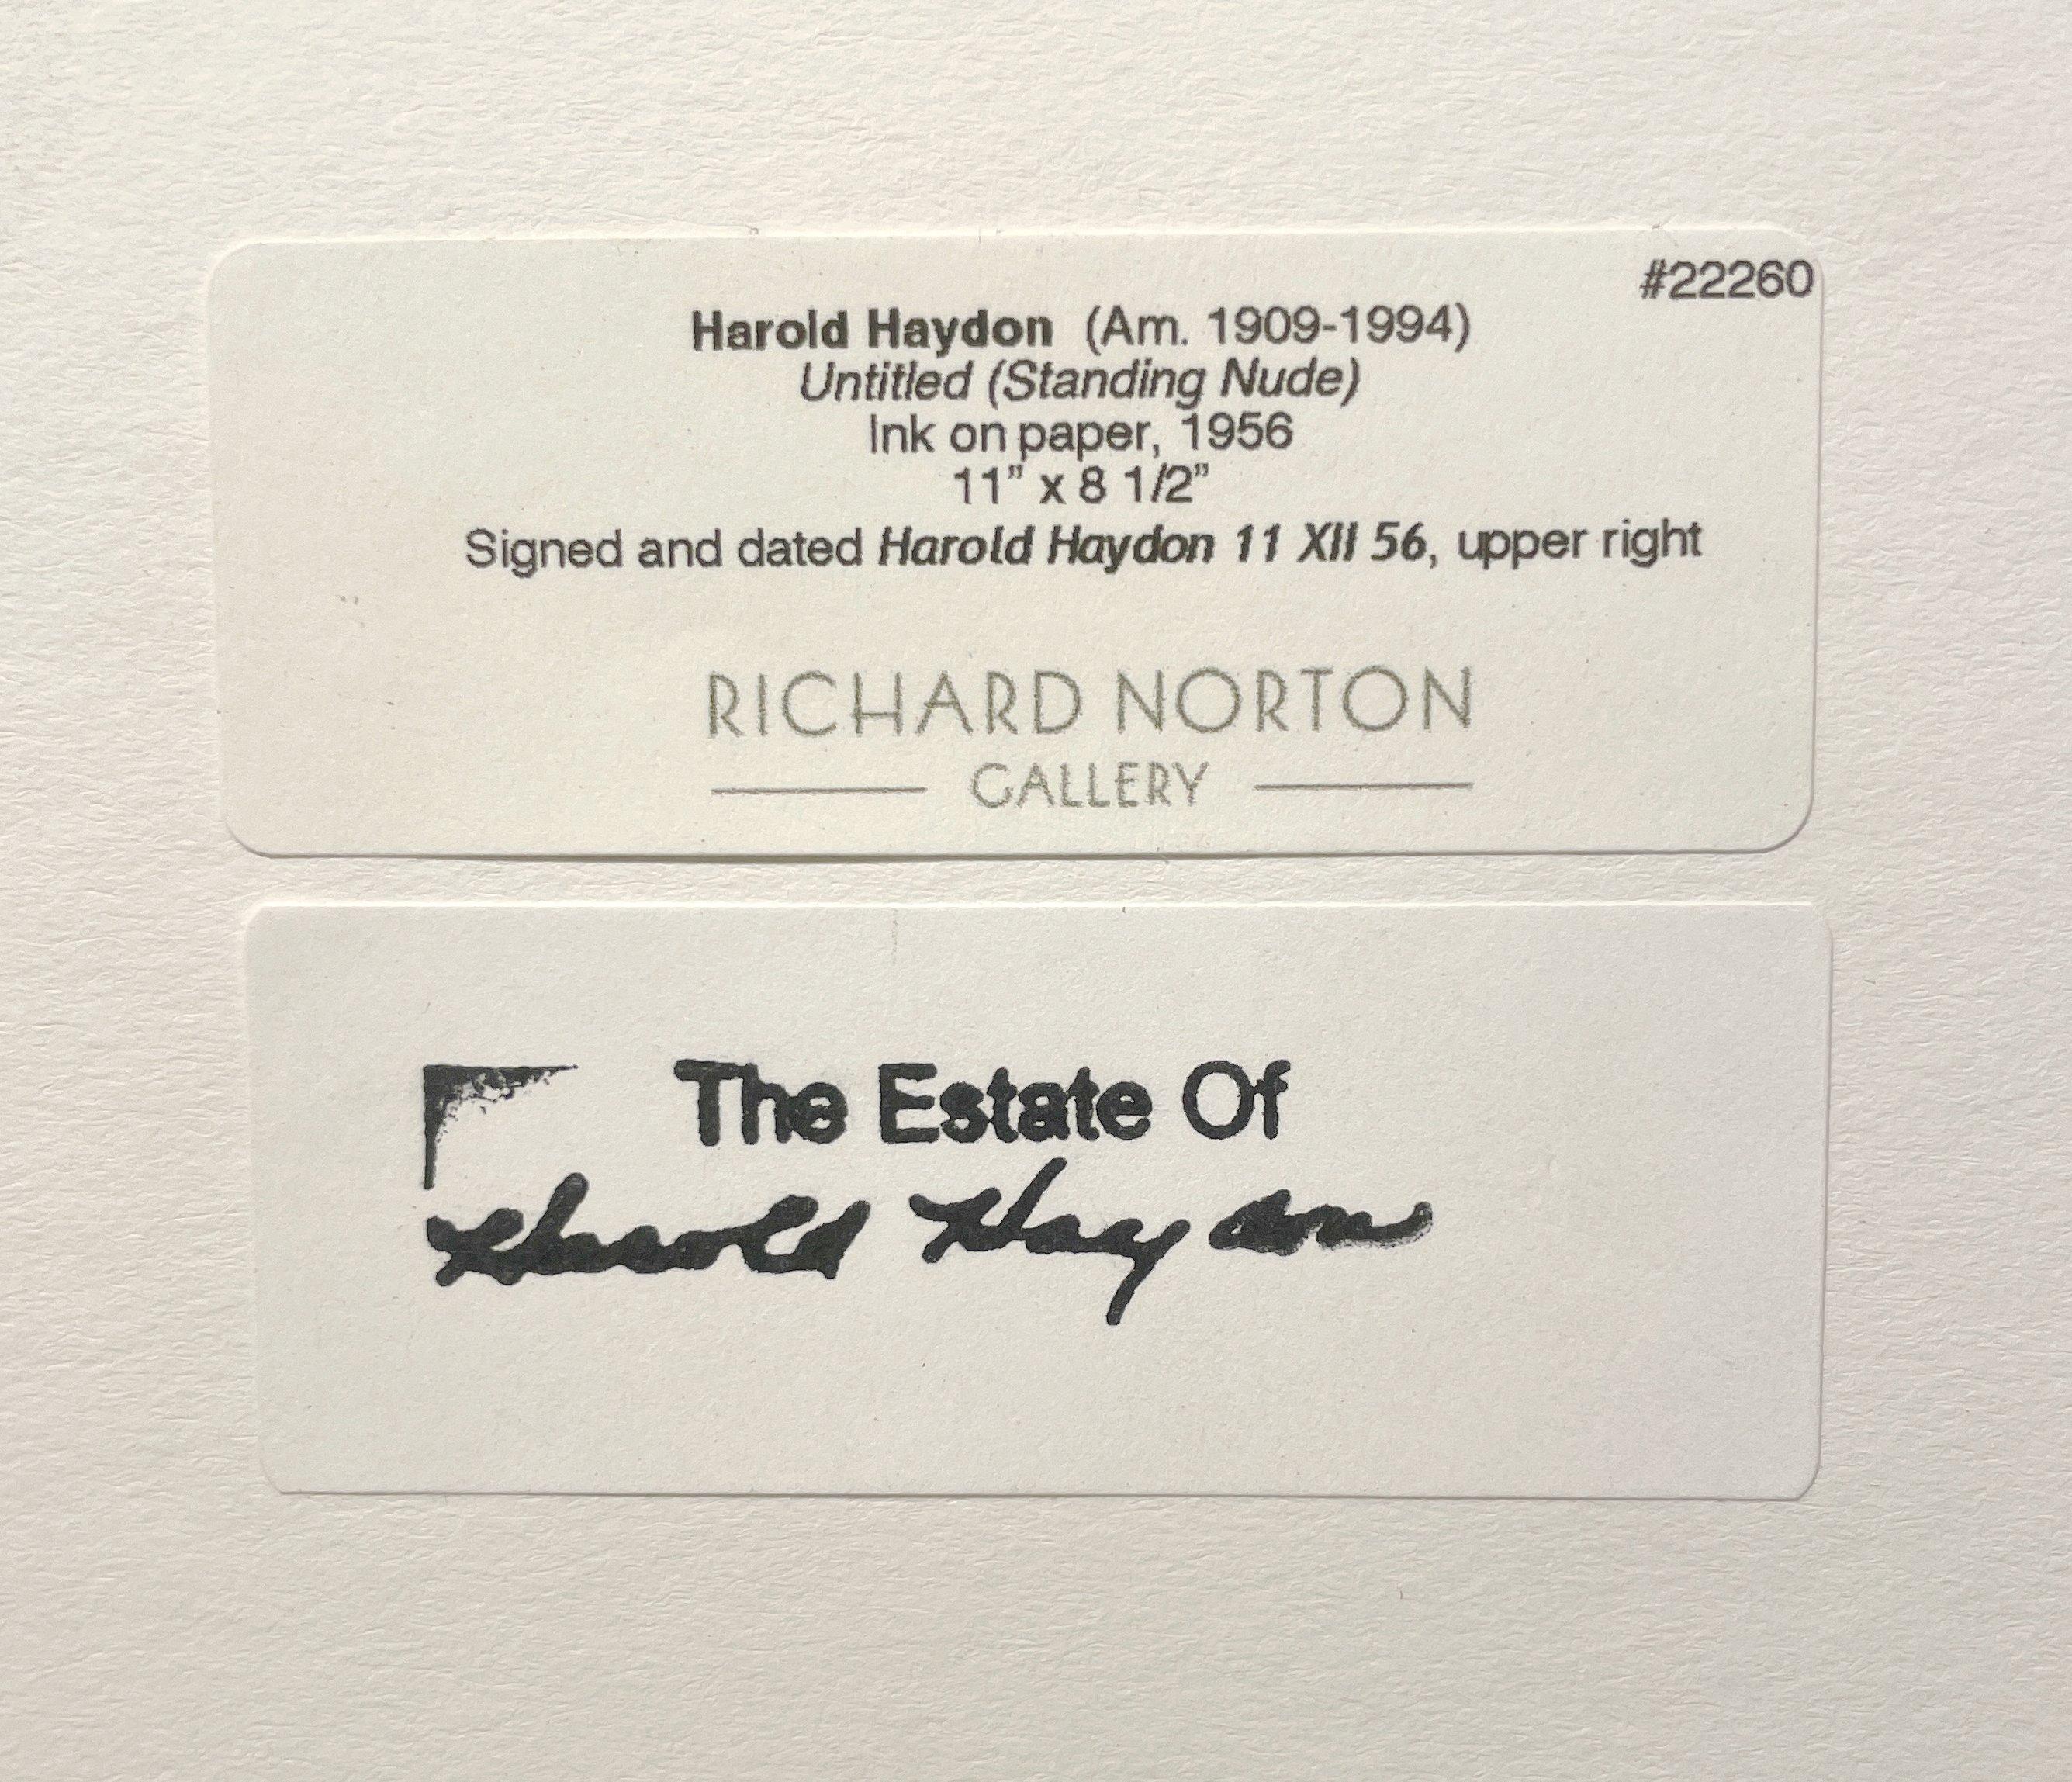 #22260
Harold Haydon (Am. 1909-1994)
Untitled (Standing Nude)
Ink on paper, 1956
11” x 8 1/2”
Signed and dated Harold Haydon 11 XII 56, upper right
RICHARD NORTON
GALLERY
The Estate Of
Harold Haydon